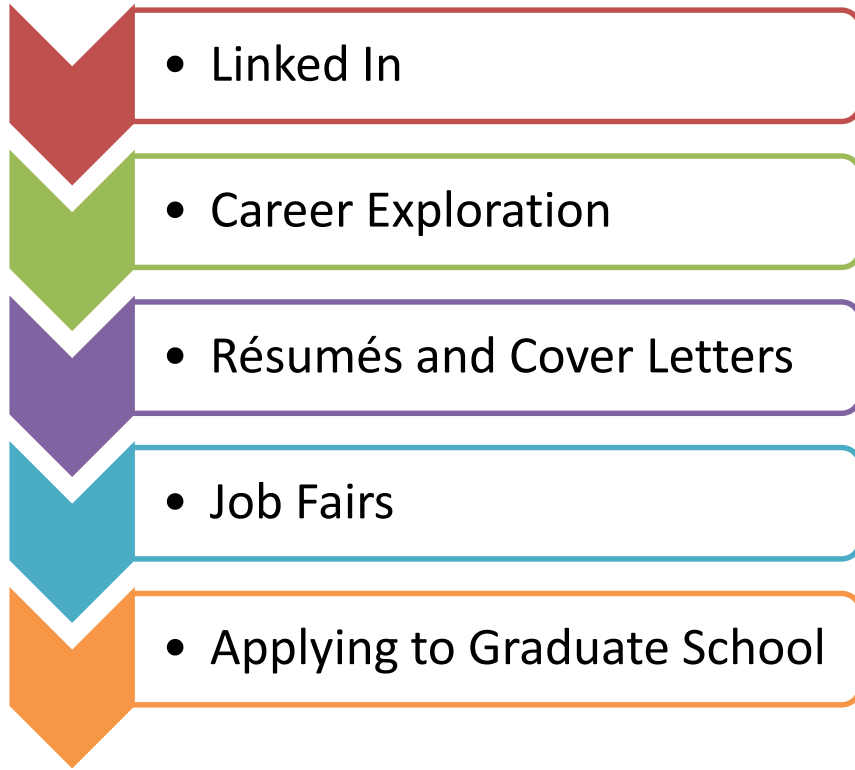 • Linked In
• Career Exploration
• Résumés and Cover Letters
• Job Fairs
• Applying to Graduate School